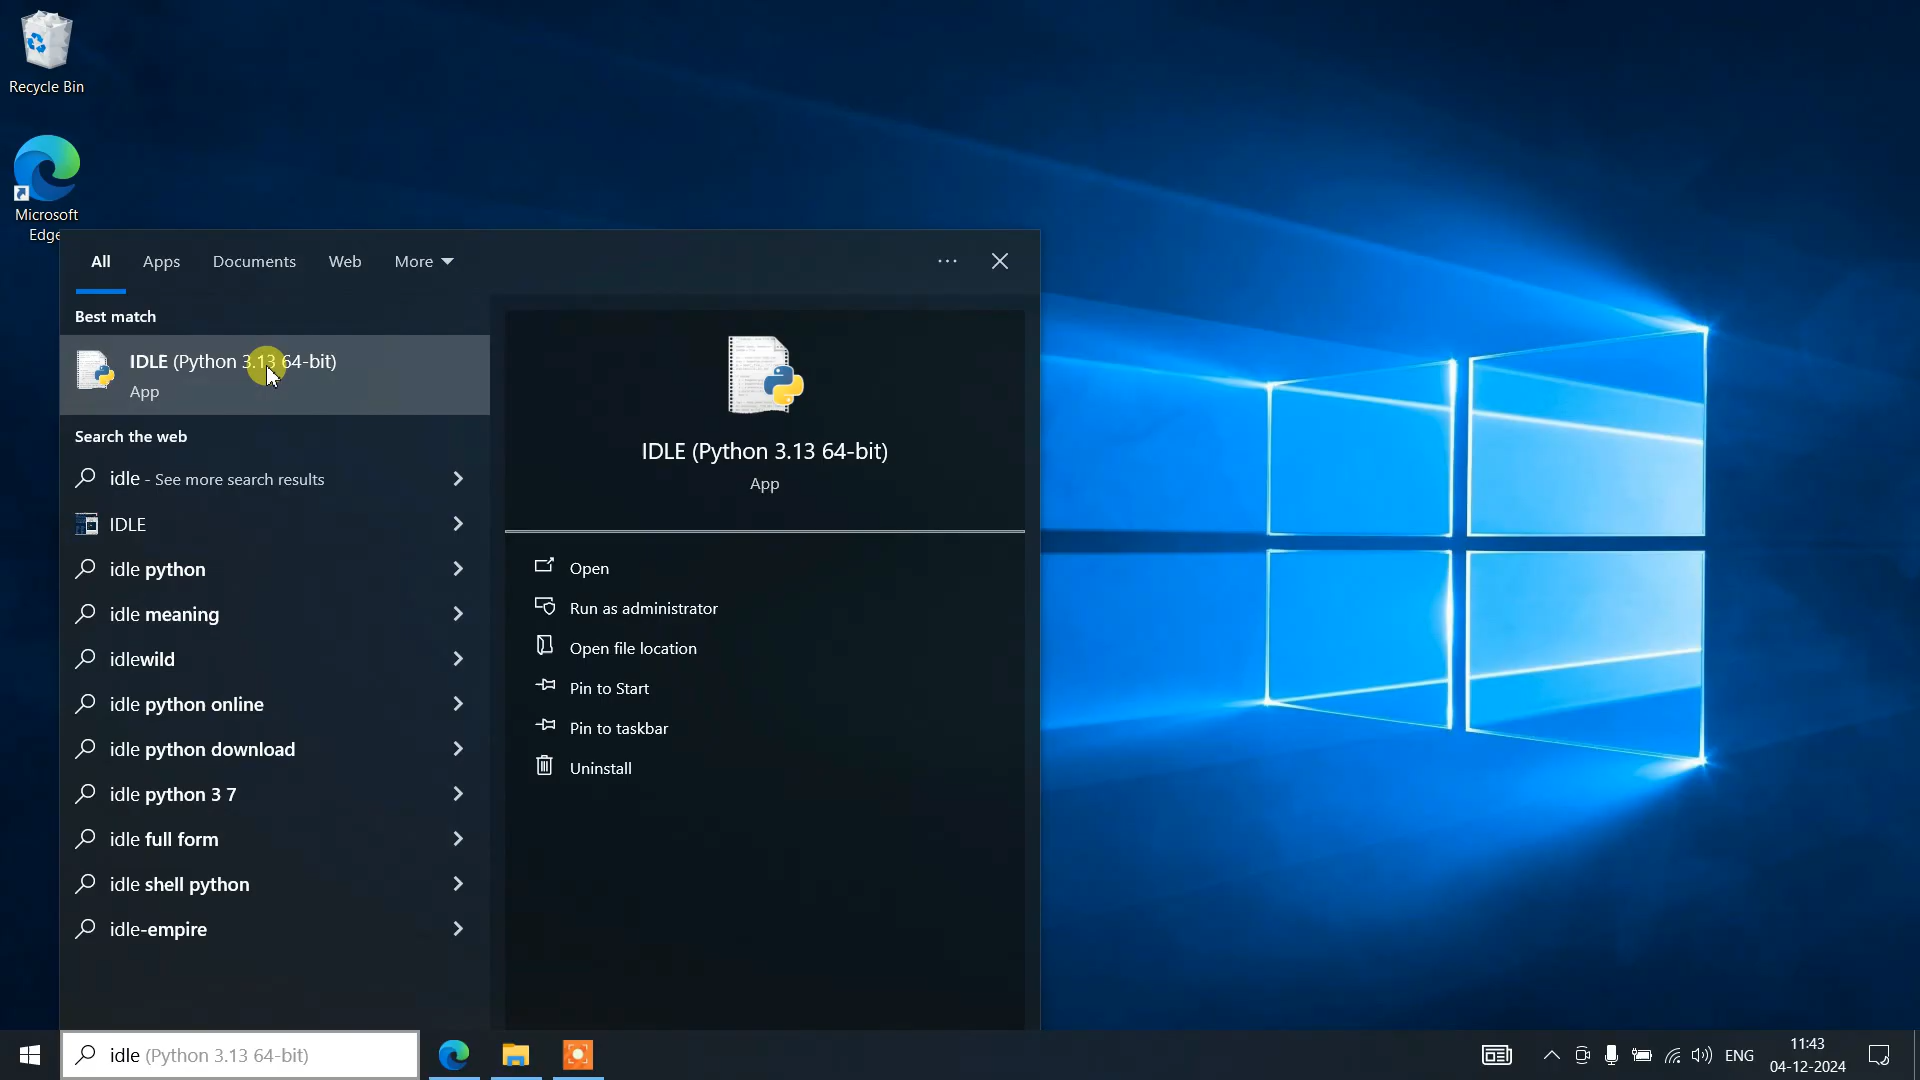 Recycle Bin
Microsoft
Edge
All Apps Documents Web More
Best match
IDLE (Python 3.13 64-bit)
App
Search the web
idle - See more search results
IDLE
idle python
idle meaning
idlewild
idle python online
idle python download
idle python 3 7
idle full form
idle shell python
idle-empire
IDLE (Python 3.13 64-bit)
App
Open
Run as administrator
Open file location
Pin to Start
Pin to taskbar
Uninstall
idle (Python 3.13 64-bit)
ENG
11:43
04-12-2024